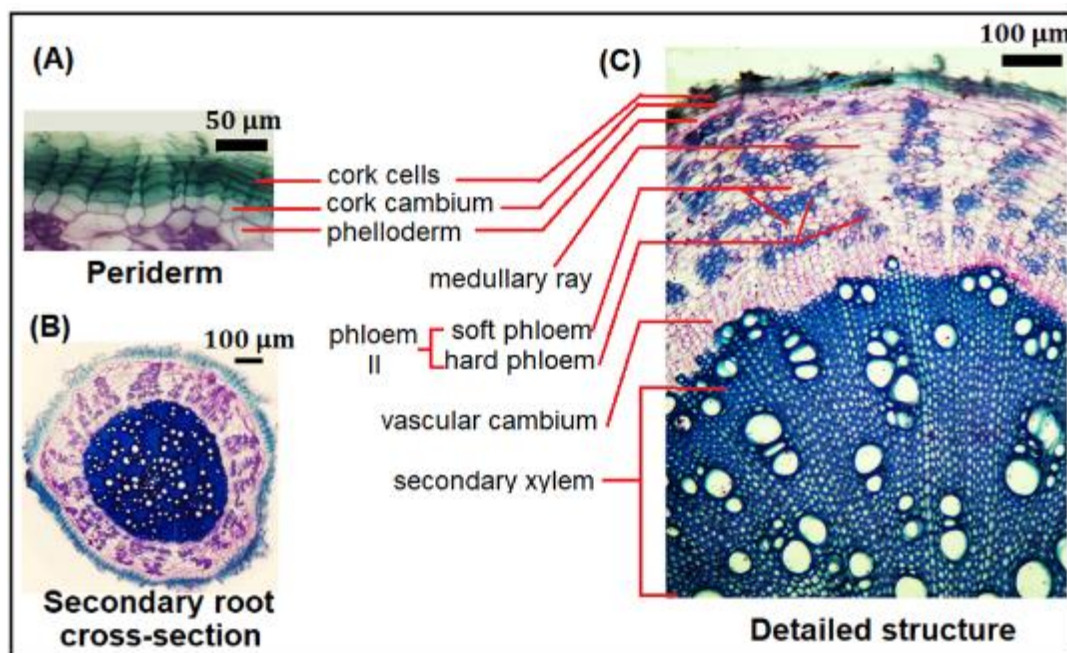 (A)
50 µm
Periderm
(B)
100 µm
Secondary root
cross-section
cork cells
cork cambium
phelloderm
medullary ray
phloem
II
soft phloem
hard phloem
vascular cambium
secondary xylem
(C)
100 µm
Detailed structure